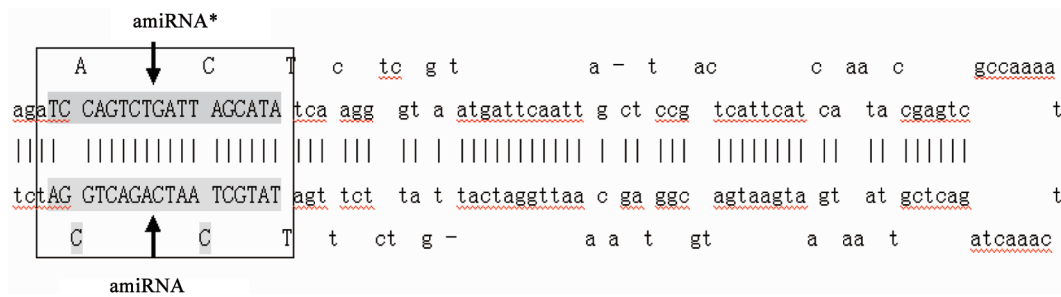 amiRNA*
A C T c tc g t a - t ac c aa c gccaaaa
agaTC CAGTCTGATT AGCATA tca agg gt a atgattcaatt g ct ccg tcattcat ca ta cgagtc t
|||| |||||||||| |||||| ||| ||| || | ||||||||||| | || ||| |||||||| || || ||||||
tctAG GTCAGACTAA TCGTAT agt tct ta t tactaggttaa c ga ggc agtaagta gt at gctcag t
C C T t ct g - a a t gt a aa t atcaaac
amiRNA